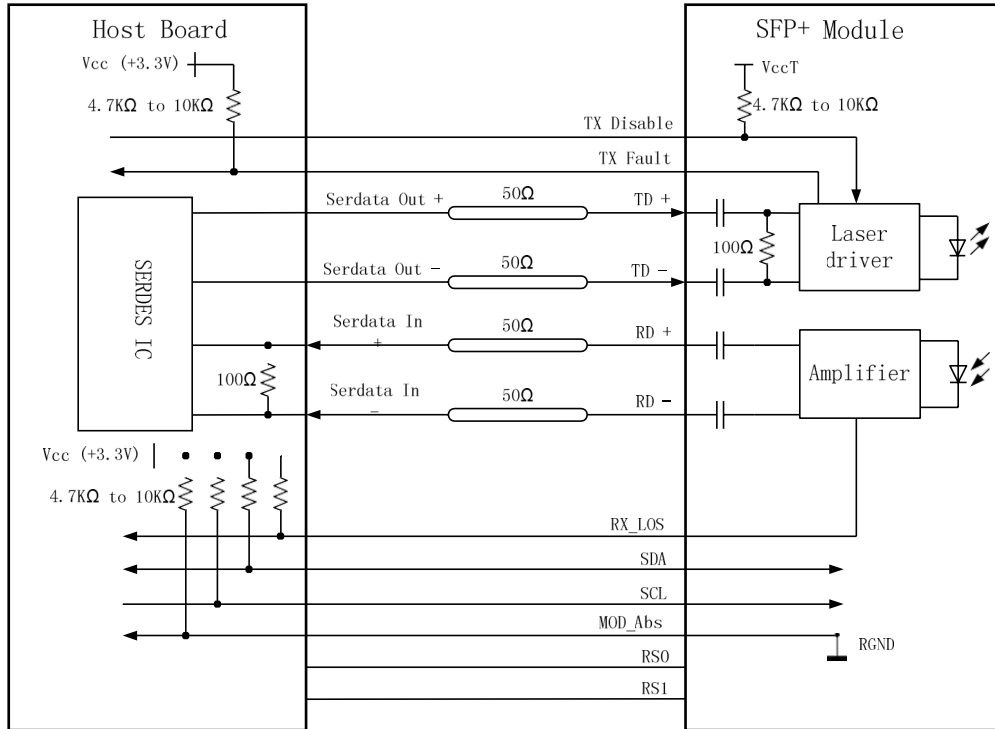 Host Board
SFP+ Module
Vcc (+3.3V)
VccT
4.7KΩ to 10KΩ
4.7KΩ to 10KΩ
TX Disable
TX Fault
Serdata Out +
50Ω
TD +
100Ω
Laser
driver
Serdata Out −
50Ω
TD −
SERDES IC
Serdata In
+
50Ω
RD +
100Ω
Amplifier
Serdata In
−
50Ω
RD −
Vcc (+3.3V)
4.7KΩ to 10KΩ
RX_LOS
SDA
SCL
MOD_Abs
RGND
RS0
RS1